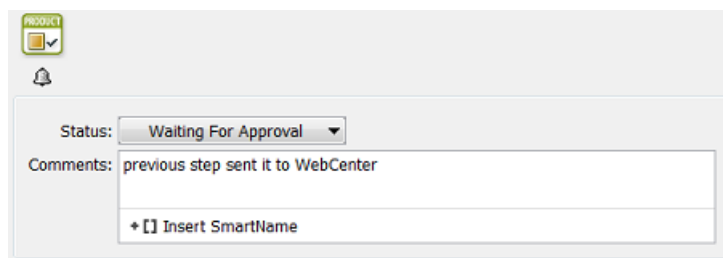 PRODUCT
Status: Waiting For Approval
Comments: previous step sent it to WebCenter
+ [] Insert SmartName